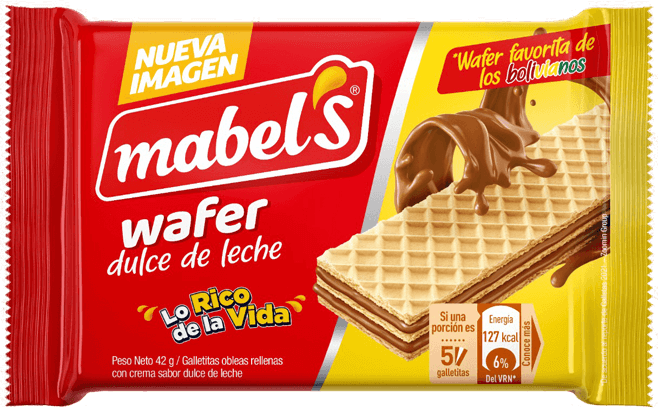 NUEVA
IMAGEN
*Wafer favorita de
los bolivianos
mabel's®
wafer
dulce de leche
Lo Rico
de la Vida
Peso Neto 42 g / Galletitas obleas rellenas
con crema sabor dulce de leche
Si una
porción es
5
galletitas
Energía
127 kcal
6%
Del VRN*
Conoce más